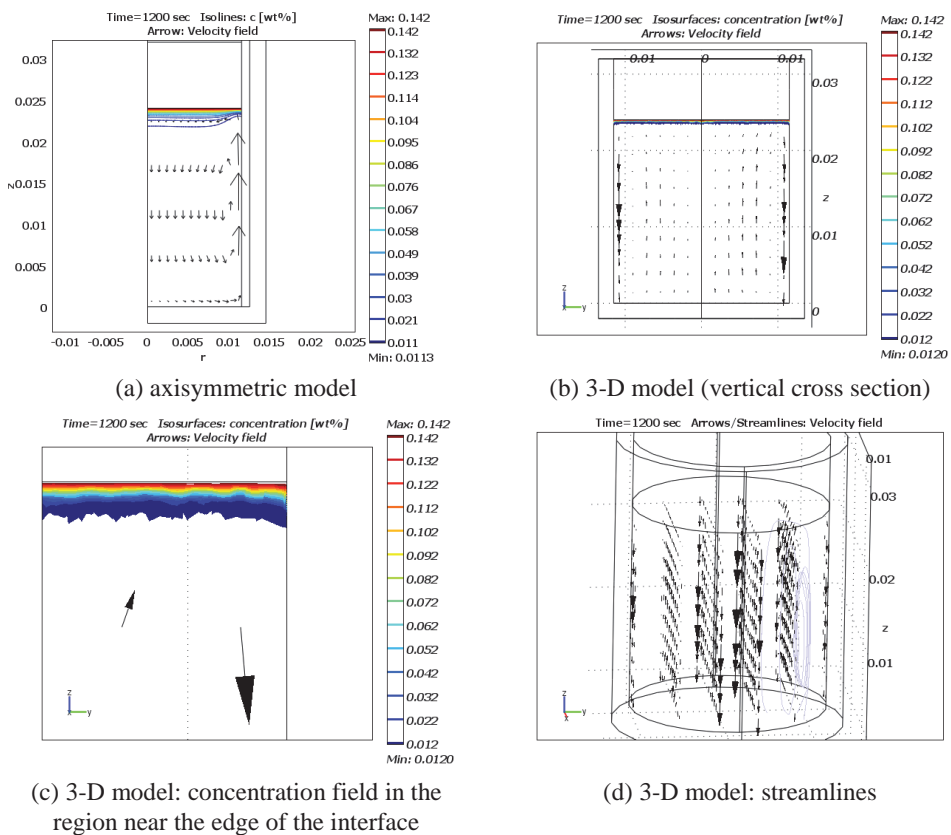 Time=1200 sec  Isolines: c [wt%]
Arrow: Velocity field
Max: 0.142
0.142
0.132
0.123
0.114
0.104
0.095
0.086
0.076
0.067
0.058
0.049
0.039
0.03
0.021
0.011
Min: 0.0113
0.03
0.025
0.02
0.015
0.01
0.005
0
z
-0.01 -0.005 0 0.005 0.01 0.015 0.02 0.025
r
(a) axisymmetric model
Time=1200 sec  Isosurfaces: concentration [wt%]
Arrows: Velocity field
Max: 0.142
0.142
0.132
0.122
0.112
0.102
0.092
0.082
0.072
0.062
0.052
0.042
0.032
0.022
0.012
Min: 0.0120
0.01 0 0.01
0.03
0.02
z
0.01
0
z
x y
(b) 3-D model (vertical cross section)
Time=1200 sec  Isosurfaces: concentration [wt%]
Arrows: Velocity field
Max: 0.142
0.142
0.132
0.122
0.112
0.102
0.092
0.082
0.072
0.062
0.052
0.042
0.032
0.022
0.012
Min: 0.0120
z
x y
(c) 3-D model: concentration field in the
region near the edge of the interface
Time=1200 sec  Arrows/Streamlines: Velocity field
0.01
0.03
0.02
z
0.01
z
x y
(d) 3-D model: streamlines